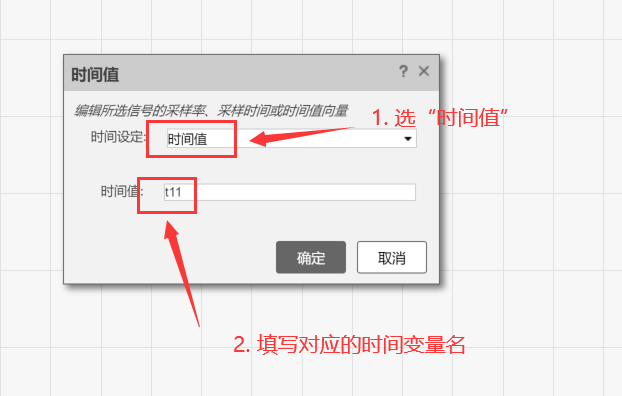 时间值
? ×
编辑所选信号的采样率、采样时间或时间值向量
1. 选“时间值”
时间设定: 时间值
时间值: t11
确定 取消
2. 填写对应的时间变量名